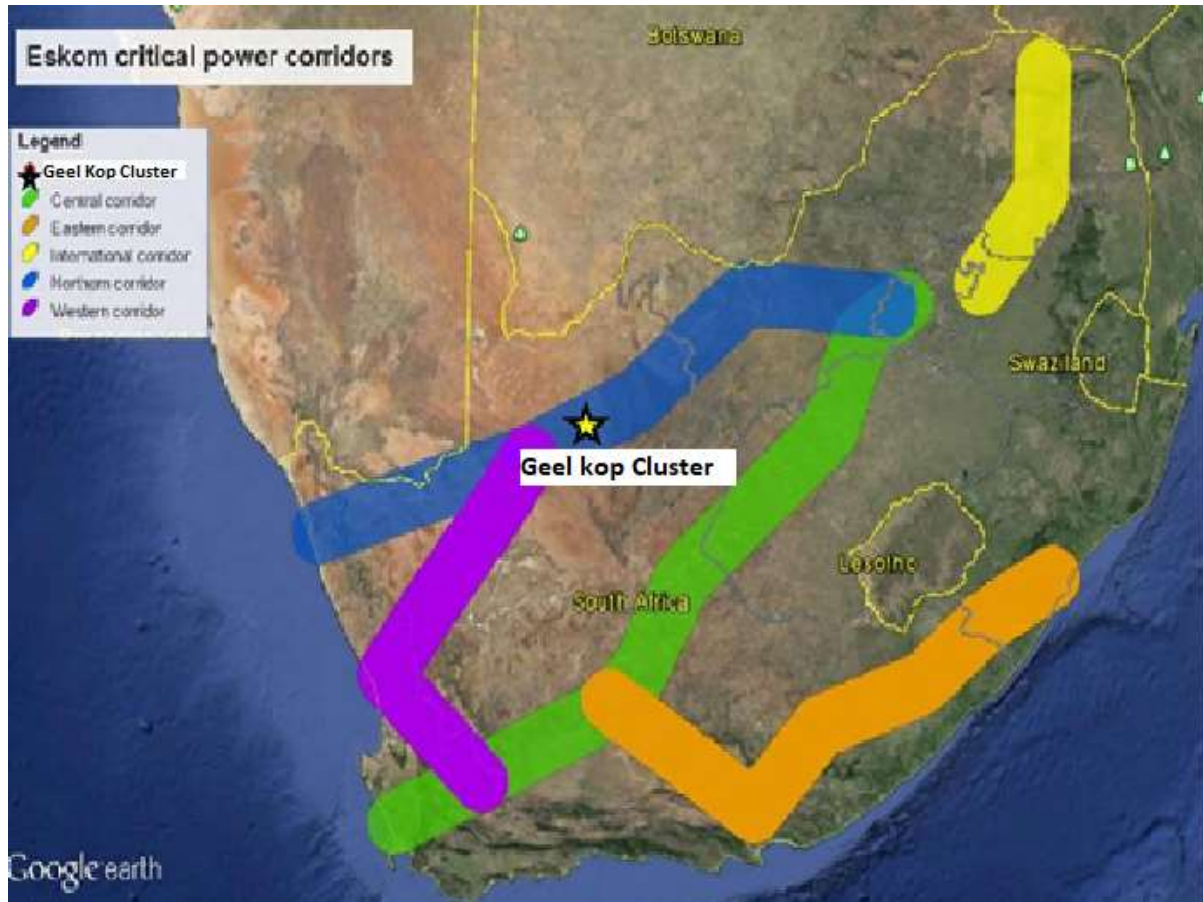 Eskom critical power corridors
Botswana
Legend
Geel Kop Cluster
Central corridor
Eastern corridor
International corridor
Northern corridor
Western corridor
Swaziland
Geel kop Cluster
Lesotho
South Africa
Google earth